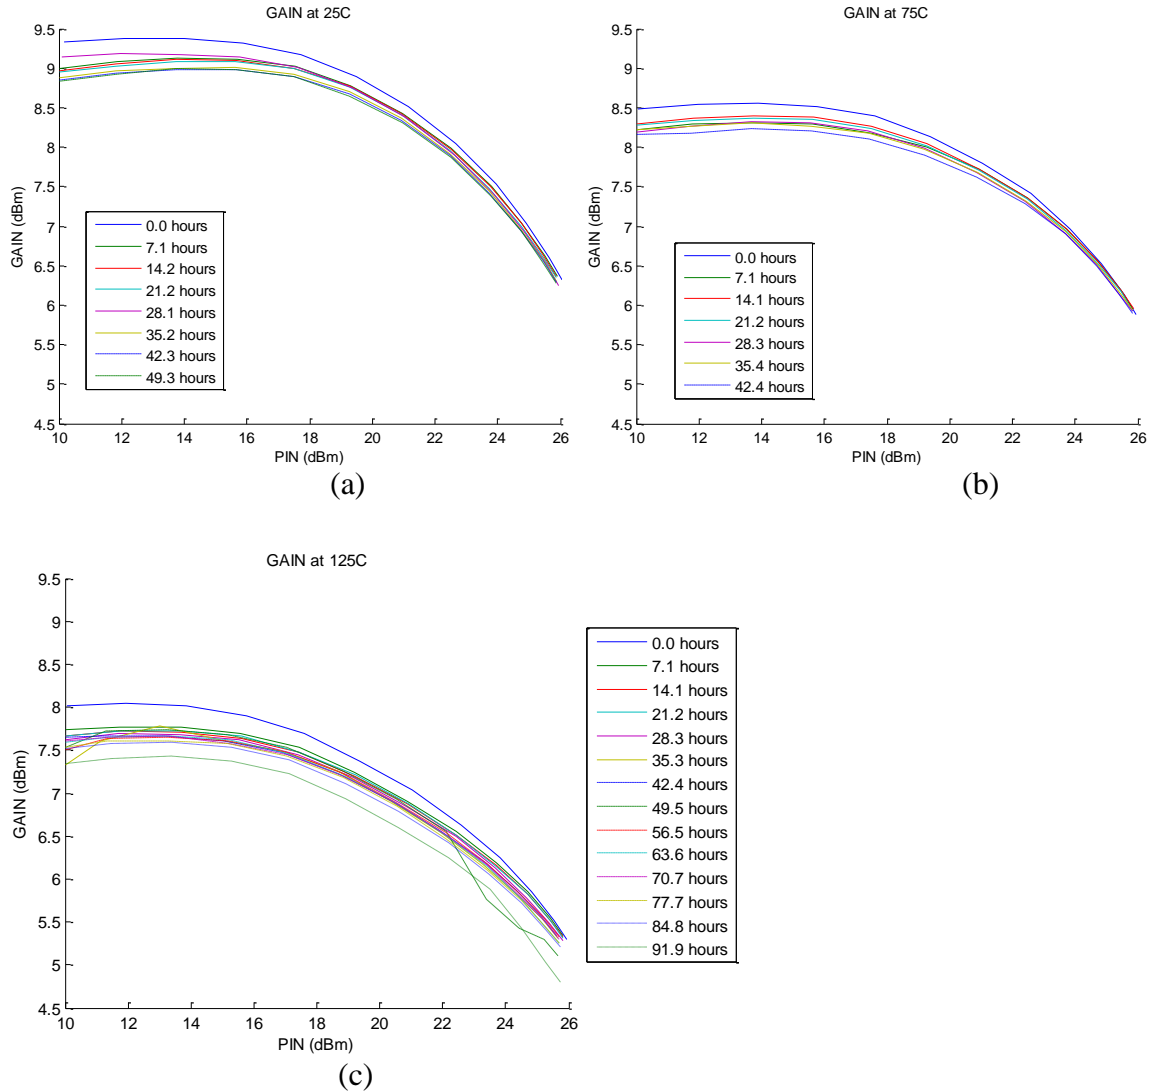 GAIN at 25C
GAIN (dBm)
9.5
9
8.5
8
7.5
7
6.5
6
5.5
5
4.5
10 12 14 16 18 20 22 24 26
PIN (dBm)
0.0 hours
7.1 hours
14.2 hours
21.2 hours
28.1 hours
35.2 hours
42.3 hours
49.3 hours
(a)
GAIN at 75C
GAIN (dBm)
9.5
9
8.5
8
7.5
7
6.5
6
5.5
5
4.5
10 12 14 16 18 20 22 24 26
PIN (dBm)
0.0 hours
7.1 hours
14.1 hours
21.2 hours
28.3 hours
35.4 hours
42.4 hours
(b)
GAIN at 125C
GAIN (dBm)
9.5
9
8.5
8
7.5
7
6.5
6
5.5
5
4.5
10 12 14 16 18 20 22 24 26
PIN (dBm)
0.0 hours
7.1 hours
14.1 hours
21.2 hours
28.3 hours
35.3 hours
42.4 hours
49.5 hours
56.5 hours
63.6 hours
70.7 hours
77.7 hours
84.8 hours
91.9 hours
(c)